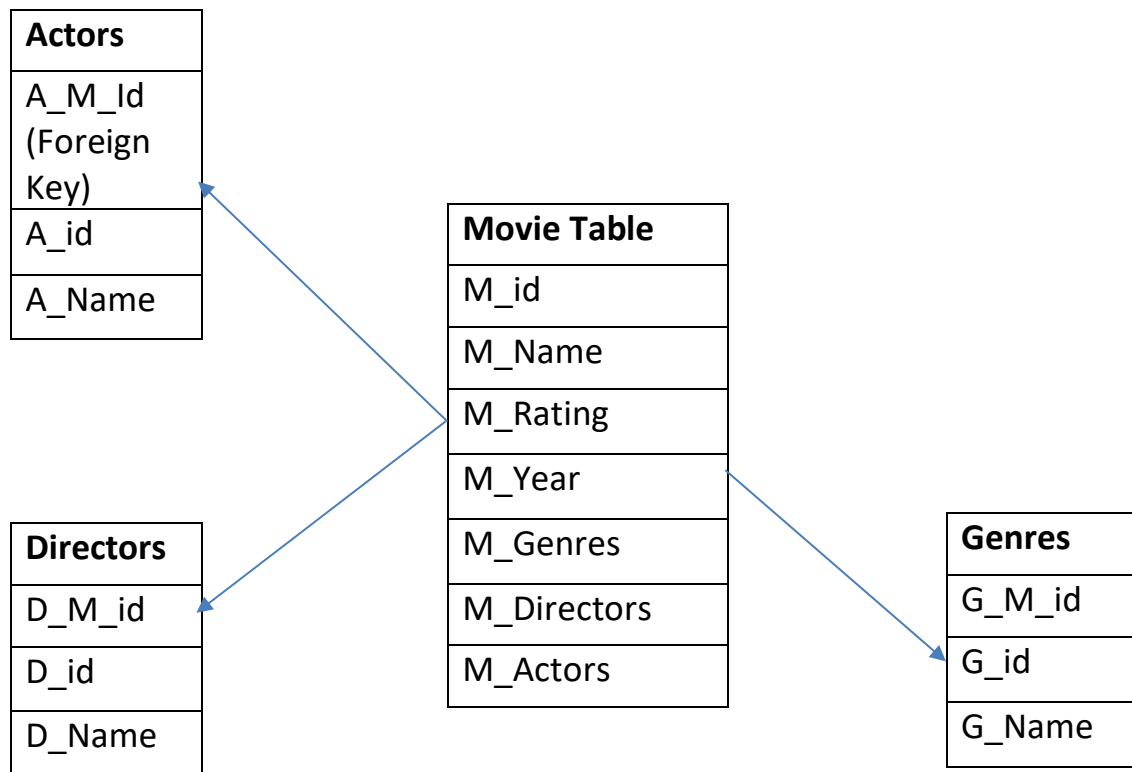 Actors
A_M_Id
(Foreign
Key)
A_id
A_Name
Movie Table
M_id
M_Name
M_Rating
M_Year
M_Genres
M_Directors
M_Actors
Directors
D_M_id
D_id
D_Name
Genres
G_M_id
G_id
G_Name